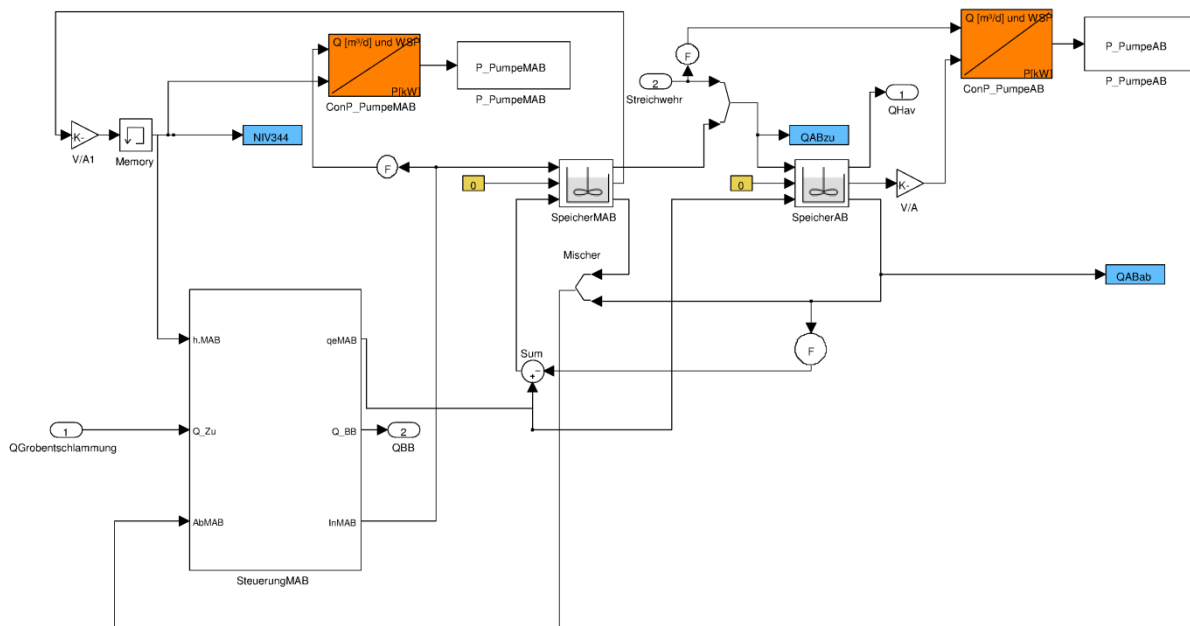 Q [m³/d] und WSP
P[kW]
ConP_PumpeMAB
P_PumpeMAB
P_PumpeMAB
F
2
Streichwehr
Q [m³/d] und WSP
P[kW]
ConP_PumpeAB
P_PumpeAB
P_PumpeAB
1
QHav
K-
V/A1
Memory
NIV344
F
0
SpeicherMAB
QABzu
0
SpeicherAB
K-
V/A
Mischer
QABab
F
Sum
+
-
h.MAB
qeMAB
1
QGrobentschlammung
Q_Zu
Q_BB
2
QBB
AbMAB
InMAB
SteuerungMAB